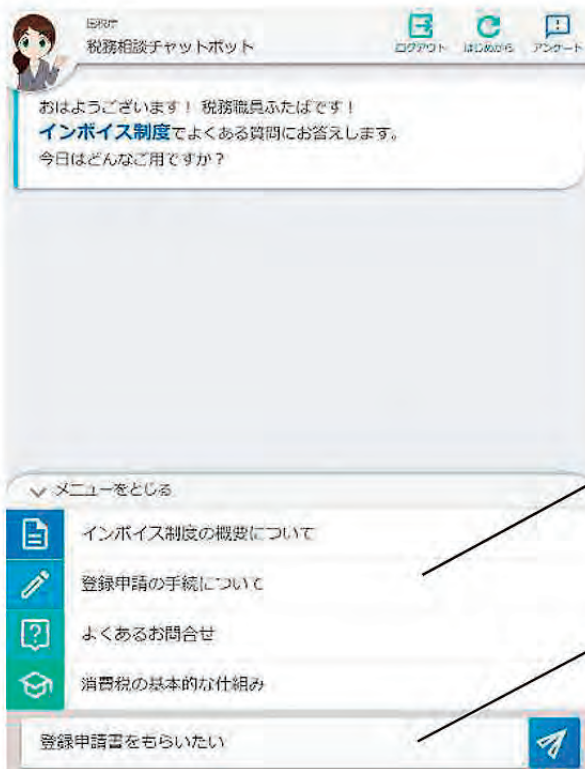 国税庁
税務相談チャットボット
ログアウト はじめから アンケート
おはようございます！ 税務職員ふたばです！
インボイス制度でよくある質問にお答えします。
今日はどんなご用ですか？
メニューをとじる
インボイス制度の概要について
登録申請の手続について
よくあるお問合せ
消費税の基本的な仕組み
登録申請書をもらいたい